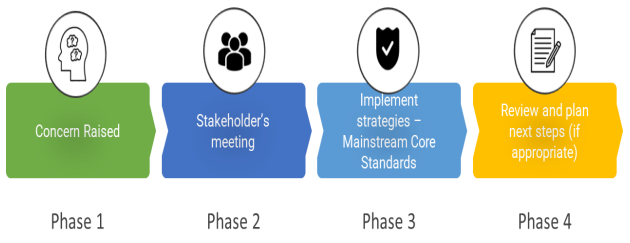 Concern Raised
Stakeholder's
meeting
Implement
strategies –
Mainstream Core
Standards
Review and plan
next steps (if
appropriate)
Phase 1
Phase 2
Phase 3
Phase 4